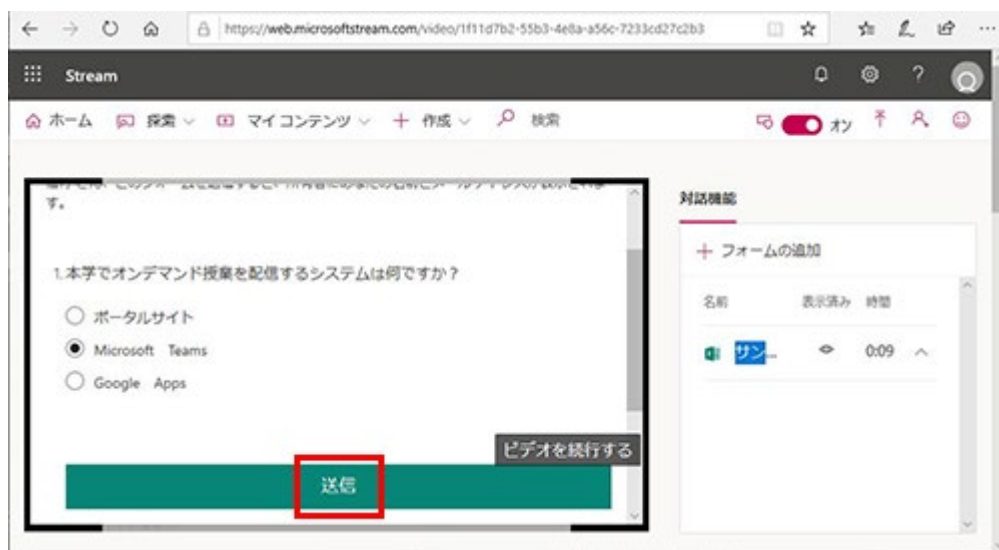 https://web.microsoftstream.com/video/1f11d7b2-55b3-4e8a-a56c-7233cd27c2b3
Stream
?
ホーム 探索 マイ コンテンツ 作成 検索 オン
す。
1. 本学でオンデマンド授業を配信するシステムは何ですか？
ポータルサイト
Microsoft Teams
Google Apps
ビデオを続行する
送信
対話機能
+ フォームの追加
名前 表示済み 時間
サン... 0:09